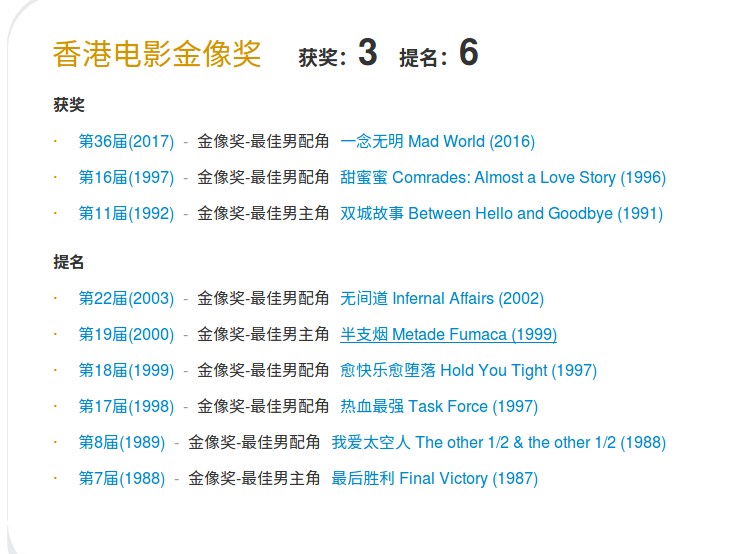 香港电影金像奖 获奖：3 提名：6
获奖
· 第36届(2017) - 金像奖-最佳男配角 一念无明 Mad World (2016)
· 第16届(1997) - 金像奖-最佳男配角 甜蜜蜜 Comrades: Almost a Love Story (1996)
· 第11届(1992) - 金像奖-最佳男主角 双城故事 Between Hello and Goodbye (1991)
提名
· 第22届(2003) - 金像奖-最佳男配角 无间道 Infernal Affairs (2002)
· 第19届(2000) - 金像奖-最佳男主角 半支烟 Metade Fumaca (1999)
· 第18届(1999) - 金像奖-最佳男配角 愈快乐愈堕落 Hold You Tight (1997)
· 第17届(1998) - 金像奖-最佳男配角 热血最强 Task Force (1997)
· 第8届(1989) - 金像奖-最佳男配角 我爱太空人 The other 1/2 & the other 1/2 (1988)
· 第7届(1988) - 金像奖-最佳男主角 最后胜利 Final Victory (1987)